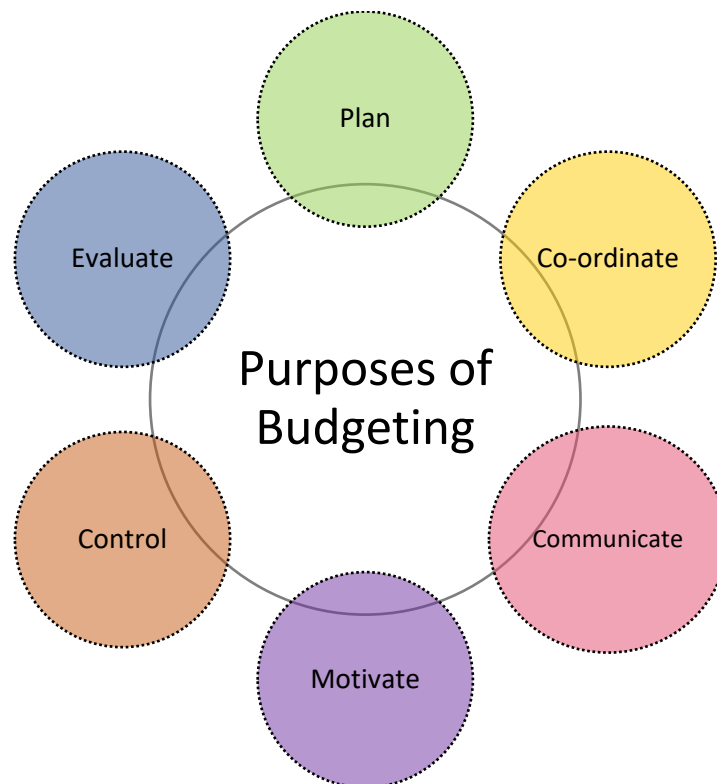 Plan
Co-ordinate
Communicate
Motivate
Control
Evaluate
Purposes of
Budgeting